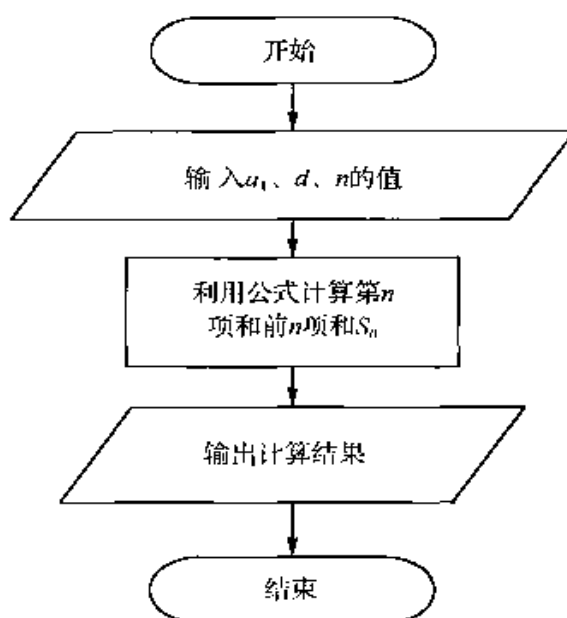 开始
输入a₁、d、n的值
利用公式计算第n
项和前n项和Sₙ
输出计算结果
结束